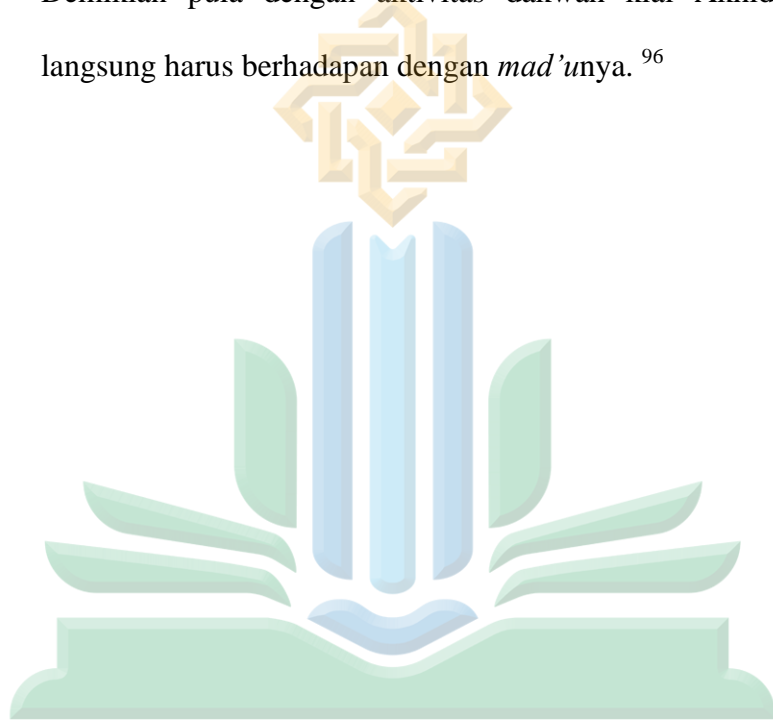 Demikian pula dengan aktivitas dakwah kiai
langsung harus berhadapan dengan mad’unya. 96